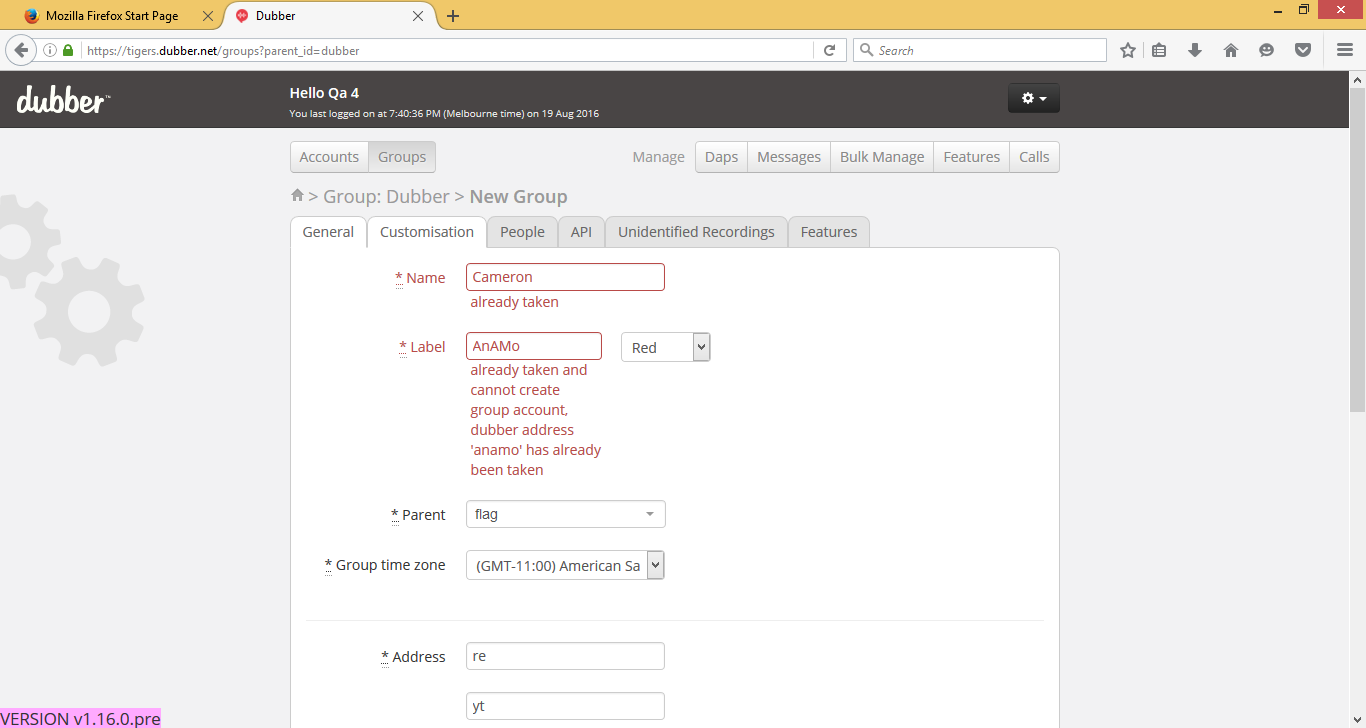 Mozilla Firefox Start Page
Dubber
https://tigers.dubber.net/groups?parent_id=dubber
Search
dubber™
Hello Qa 4
You last logged on at 7:40:36 PM (Melbourne time) on 19 Aug 2016
Accounts Groups
Manage Daps Messages Bulk Manage Features Calls
> Group: Dubber > New Group
General Customisation People API Unidentified Recordings Features
* Name Cameron
already taken
* Label AnAMo Red
already taken and
cannot create
group account,
dubber address
'anamo' has already
been taken
* Parent flag
* Group time zone (GMT-11:00) American Sa
* Address re
yt
VERSION v1.16.0.pre